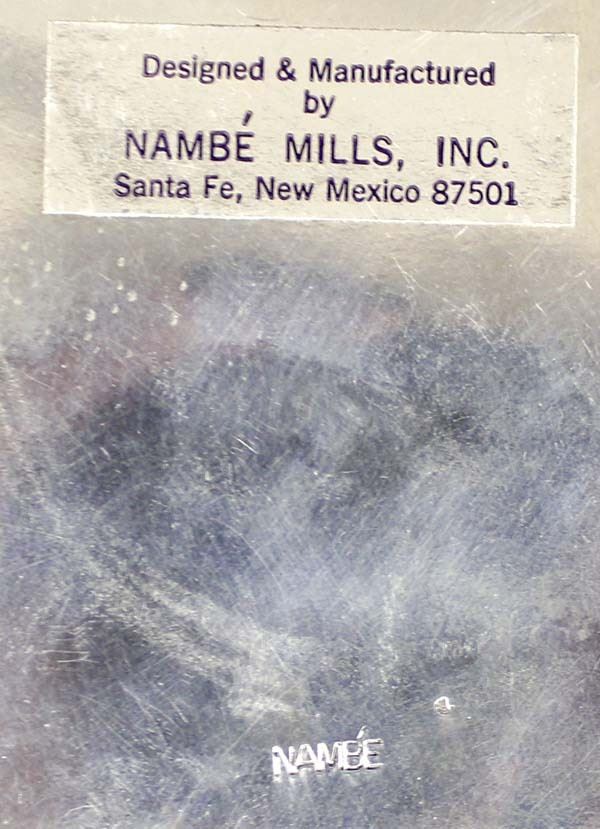 Designed & Manufactured
by
NAMBÉ MILLS, INC.
Santa Fe, New Mexico 87501
NAMBÉ